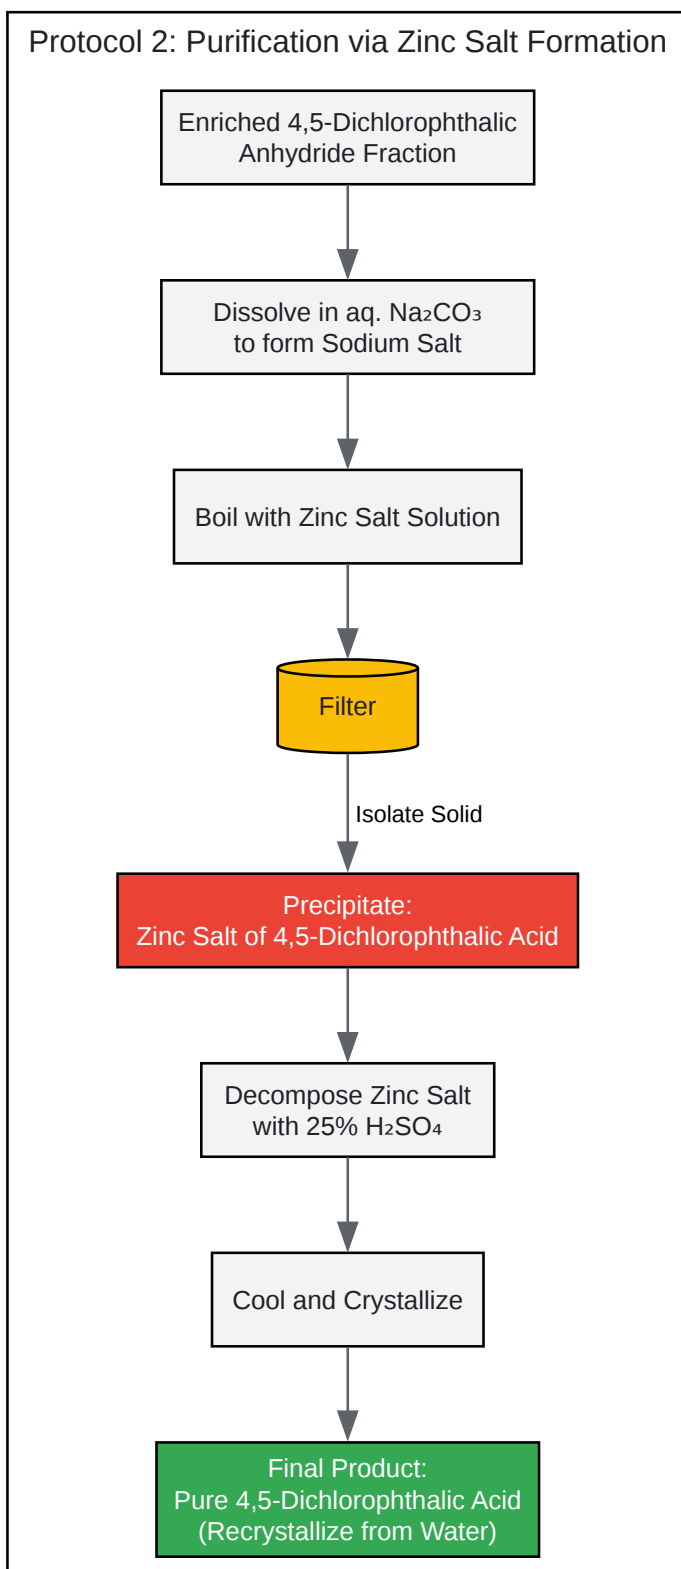 Protocol 2: Purification via Zinc Salt Formation
Enriched 4,5-Dichlorophthalic
Anhydride Fraction
Dissolve in aq. Na₂CO₃
to form Sodium Salt
Boil with Zinc Salt Solution
Filter
Isolate Solid
Precipitate:
Zinc Salt of 4,5-Dichlorophthalic Acid
Decompose Zinc Salt
with 25% H₂SO₄
Cool and Crystallize
Final Product:
Pure 4,5-Dichlorophthalic Acid
(Recrystallize from Water)